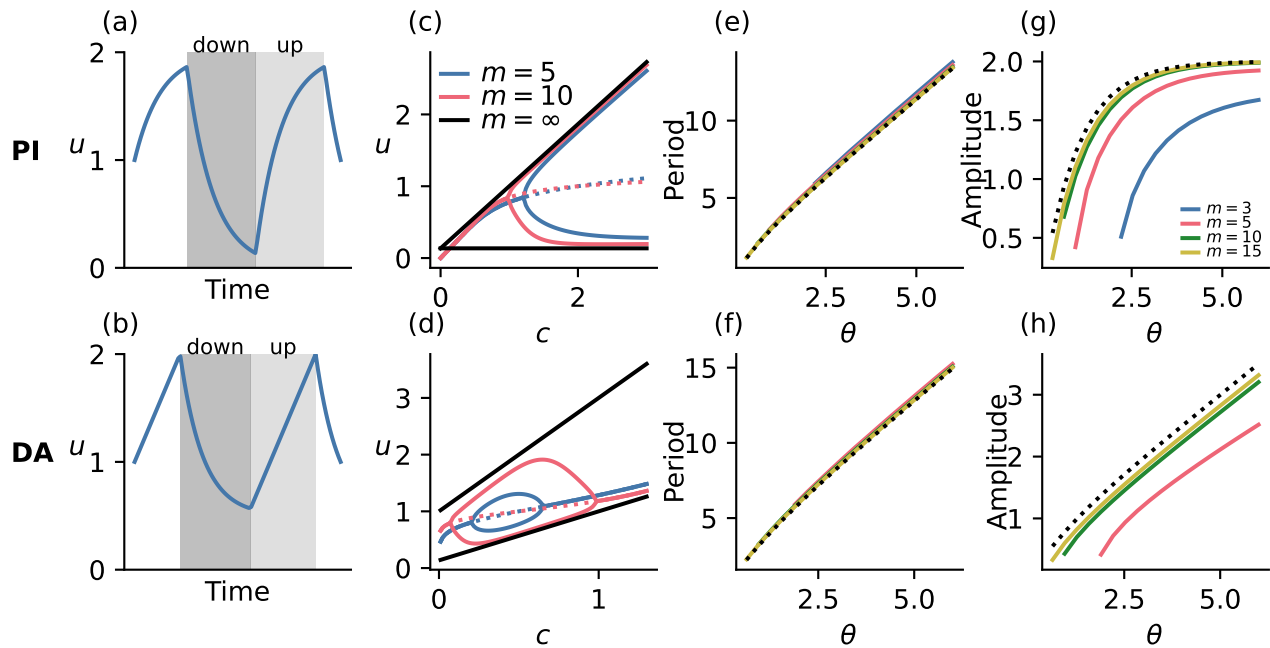 (a)
down
up
2
1
0
u
Time
PI
(c)
m = 5
m = 10
m = ∞
2
1
0
u
0
2
c
(e)
10
5
Period
2.5
5.0
θ
(g)
2.0
1.5
1.0
0.5
Amplitude
m = 3
m = 5
m = 10
m = 15
2.5
5.0
θ
(b)
down
up
2
1
0
u
Time
DA
(d)
3
2
1
0
u
0
1
c
(f)
15
10
5
Period
2.5
5.0
θ
(h)
3
2
1
Amplitude
2.5
5.0
θ